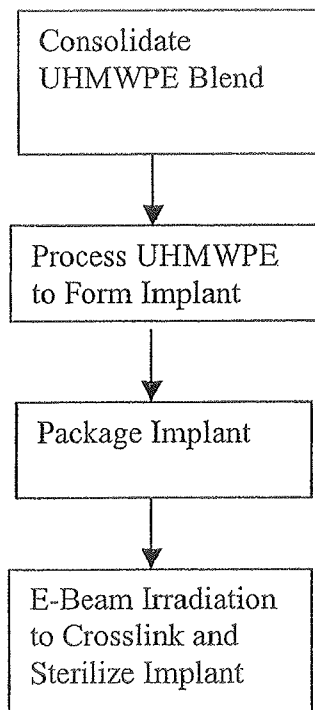 Consolidate
UHMWPE Blend
Process UHMWPE
to Form Implant
Package Implant
E-Beam Irradiation
to Crosslink and
Sterilize Implant